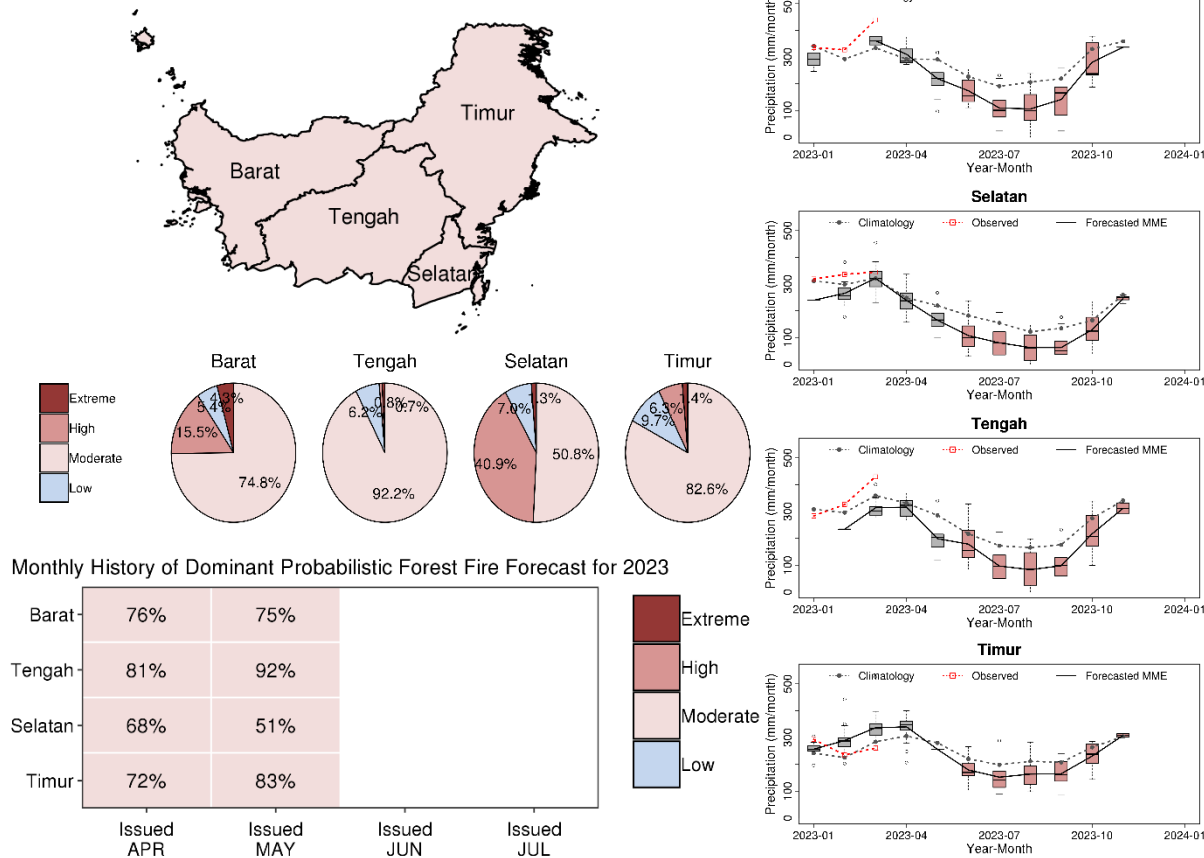 Timur
Barat
Tengah
Selatan
Barat
Tengah
Selatan
Timur
Extreme
High
Moderate
Low
4.3%
5.4%
15.5%
74.8%
0.8%
0.7%
6.2%
92.2%
1.3%
7.0%
40.9%
50.8%
1.4%
6.3%
9.7%
82.6%
Monthly History of Dominant Probabilistic Forest Fire Forecast for 2023
Barat 76% 75%
Tengah 81% 92%
Selatan 68% 51%
Timur 72% 83%
Issued APR
Issued MAY
Issued JUN
Issued JUL
Extreme
High
Moderate
Low
Precipitation (mm/month)
0 100 300
2023-01 2023-04 2023-07 2023-10 2024-01
Year-Month
Selatan
Climatology Observed Forecasted MME
Precipitation (mm/month)
0 100 300 500
2023-01 2023-04 2023-07 2023-10 2024-01
Year-Month
Tengah
Climatology Observed Forecasted MME
Precipitation (mm/month)
0 100 300 500
2023-01 2023-04 2023-07 2023-10 2024-01
Year-Month
Timur
Climatology Observed Forecasted MME
Precipitation (mm/month)
0 100 300 500
2023-01 2023-04 2023-07 2023-10 2024-01
Year-Month